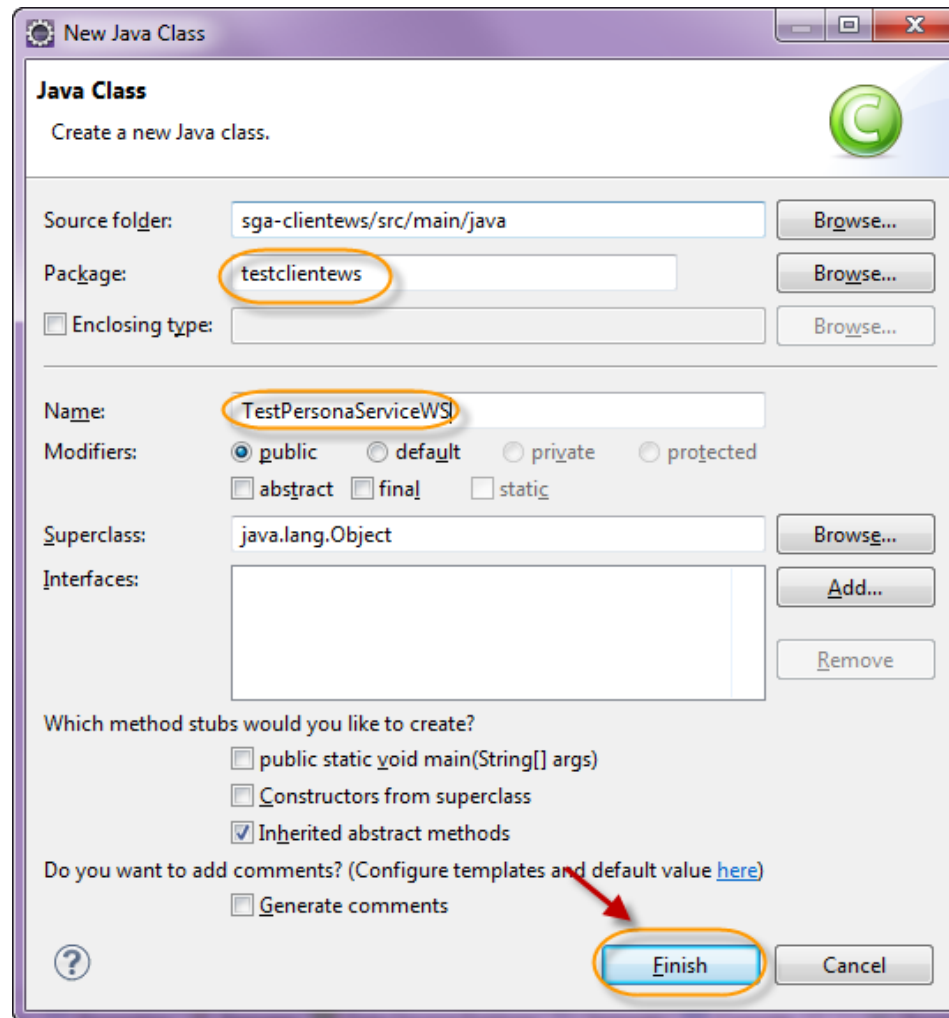 New Java Class
Java Class
Create a new Java class.
C
Source folder: sga-clientews/src/main/java Browse...
Package: testclientews Browse...
Enclosing type: Browse...
Name: TestPersonaServiceWS
Modifiers: public default private protected
abstract final static
Superclass: java.lang.Object Browse...
Interfaces: Add...
Remove
Which method stubs would you like to create?
public static void main(String[] args)
Constructors from superclass
Inherited abstract methods
Do you want to add comments? (Configure templates and default value here)
Generate comments
? Finish Cancel